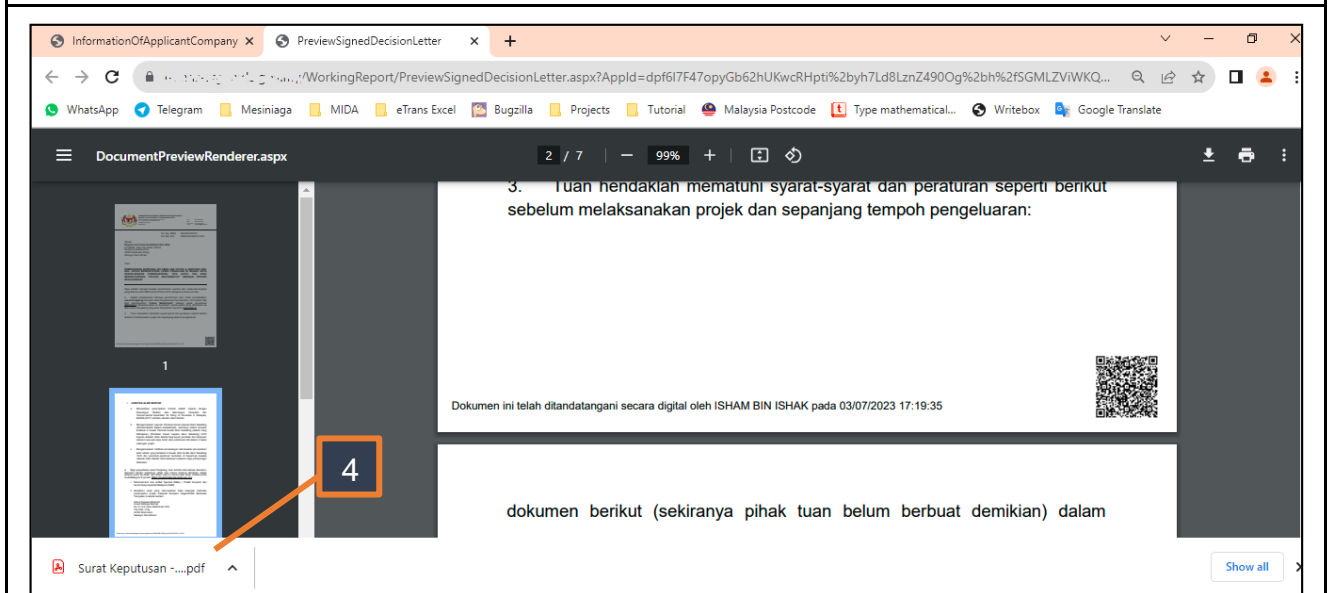 InformationOfApplicantCompany
PreviewSignedDecisionLetter
/WorkingReport/PreviewSignedDecisionLetter.aspx?AppId=dpf6I7F47opyGb62hUKwcRHpti%2byh7Ld8LznZ490Og%2bh%2fSGMLZViWKQ...
WhatsApp Telegram Mesiniaga MIDA eTrans Excel Bugzilla Projects Tutorial Malaysia Postcode Type mathematical... Writebox Google Translate
DocumentPreviewRenderer.aspx 2 / 7 99%
3. Tuan hendaklah mematuhi syarat-syarat dan peraturan seperti berikut
sebelum melaksanakan projek dan sepanjang tempoh pengeluaran:
1
Dokumen ini telah ditandatangani secara digital oleh ISHAM BIN ISHAK pada 03/07/2023 17:19:35
4
dokumen berikut (sekiranya pihak tuan belum berbuat demikian) dalam
Surat Keputusan -....pdf
Show all